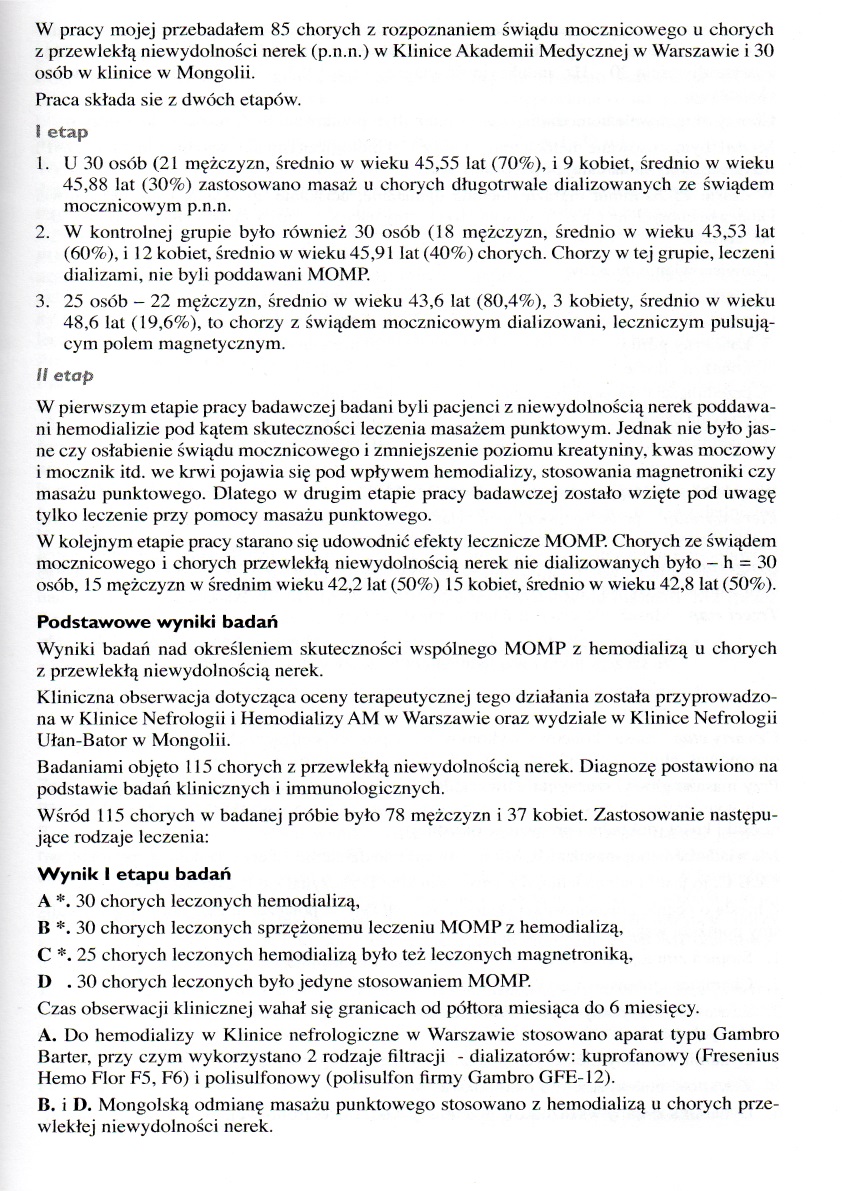 W pracy mojej przebadałem 85 chorych z rozpoznaniem świądu mocznicowego u chorych
z przewlekłą niewydolności nerek (p.n.n.) w Klinice Akademii Medycznej w Warszawie i 30
osób w klinice w Mongolii.
Praca składa sie z dwóch etapów.
I etap
1. U 30 osób (21 mężczyzn, średnio w wieku 45,55 lat (70%), i 9 kobiet, średnio w wieku
45,88 lat (30%) zastosowano masaż u chorych długotrwale dializowanych ze świądem
mocznicowym p.n.n.
2. W kontrolnej grupie było również 30 osób (18 mężczyzn, średnio w wieku 43,53 lat
(60%), i 12 kobiet, średnio w wieku 45,91 lat (40%) chorych. Chorzy w tej grupie, leczeni
dializami, nie byli poddawani MOMP.
3. 25 osób – 22 mężczyzn, średnio w wieku 43,6 lat (80,4%), 3 kobiety, średnio w wieku
48,6 lat (19,6%), to chorzy z świądem mocznicowym dializowani, leczniczym pulsują-
cym polem magnetycznym.
II etap
W pierwszym etapie pracy badawczej badani byli pacjenci z niewydolnością nerek poddawa-
ni hemodializie pod kątem skuteczności leczenia masażem punktowym. Jednak nie było jas-
ne czy osłabienie świądu mocznicowego i zmniejszenie poziomu kreatyniny, kwas moczowy
i mocznik itd. we krwi pojawia się pod wpływem hemodializy, stosowania magnetroniki czy
masażu punktowego. Dlatego w drugim etapie pracy badawczej zostało wzięte pod uwagę
tylko leczenie przy pomocy masażu punktowego.
W kolejnym etapie pracy starano się udowodnić efekty lecznicze MOMP. Chorych ze świądem
mocznicowego i chorych przewlekłą niewydolnością nerek nie dializowanych było – h = 30
osób, 15 mężczyzn w średnim wieku 42,2 lat (50%) 15 kobiet, średnio w wieku 42,8 lat (50%).
Podstawowe wyniki badań
Wyniki badań nad określeniem skuteczności wspólnego MOMP z hemodializą u chorych
z przewlekłą niewydolnością nerek.
Kliniczna obserwacja dotycząca oceny terapeutycznej tego działania została przyprowadzo-
na w Klinice Nefrologii i Hemodializy AM w Warszawie oraz wydziale w Klinice Nefrologii
Ułan-Bator w Mongolii.
Badaniami objęto 115 chorych z przewlekłą niewydolnością nerek. Diagnozę postawiono na
podstawie badań klinicznych i immunologicznych.
Wśród 115 chorych w badanej próbie było 78 mężczyzn i 37 kobiet. Zastosowanie następu-
jące rodzaje leczenia:
Wynik I etapu badań
A *. 30 chorych leczonych hemodializą,
B *. 30 chorych leczonych sprzężonemu leczeniu MOMP z hemodializą,
C *. 25 chorych leczonych hemodializą było też leczonych magnetroniką,
D . 30 chorych leczonych było jedyne stosowaniem MOMP.
Czas obserwacji klinicznej wahał się granicach od półtora miesiąca do 6 miesięcy.
A. Do hemodializy w Klinice nefrologiczne w Warszawie stosowano aparat typu Gambro
Barter, przy czym wykorzystano 2 rodzaje filtracji - dializatorów: kuprofanowy (Fresenius
Hemo Flor F5, F6) i polisulfonowy (polisulfon firmy Gambro GFE-12).
B. i D. Mongolską odmianę masażu punktowego stosowano z hemodializą u chorych prze-
wlekłej niewydolności nerek.